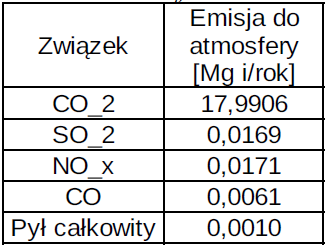 Związek Emisja do
atmosfery
[Mg i/rok]
CO_2 17,9906
SO_2 0,0169
NO_x 0,0171
CO 0,0061
Pył całkowity 0,0010